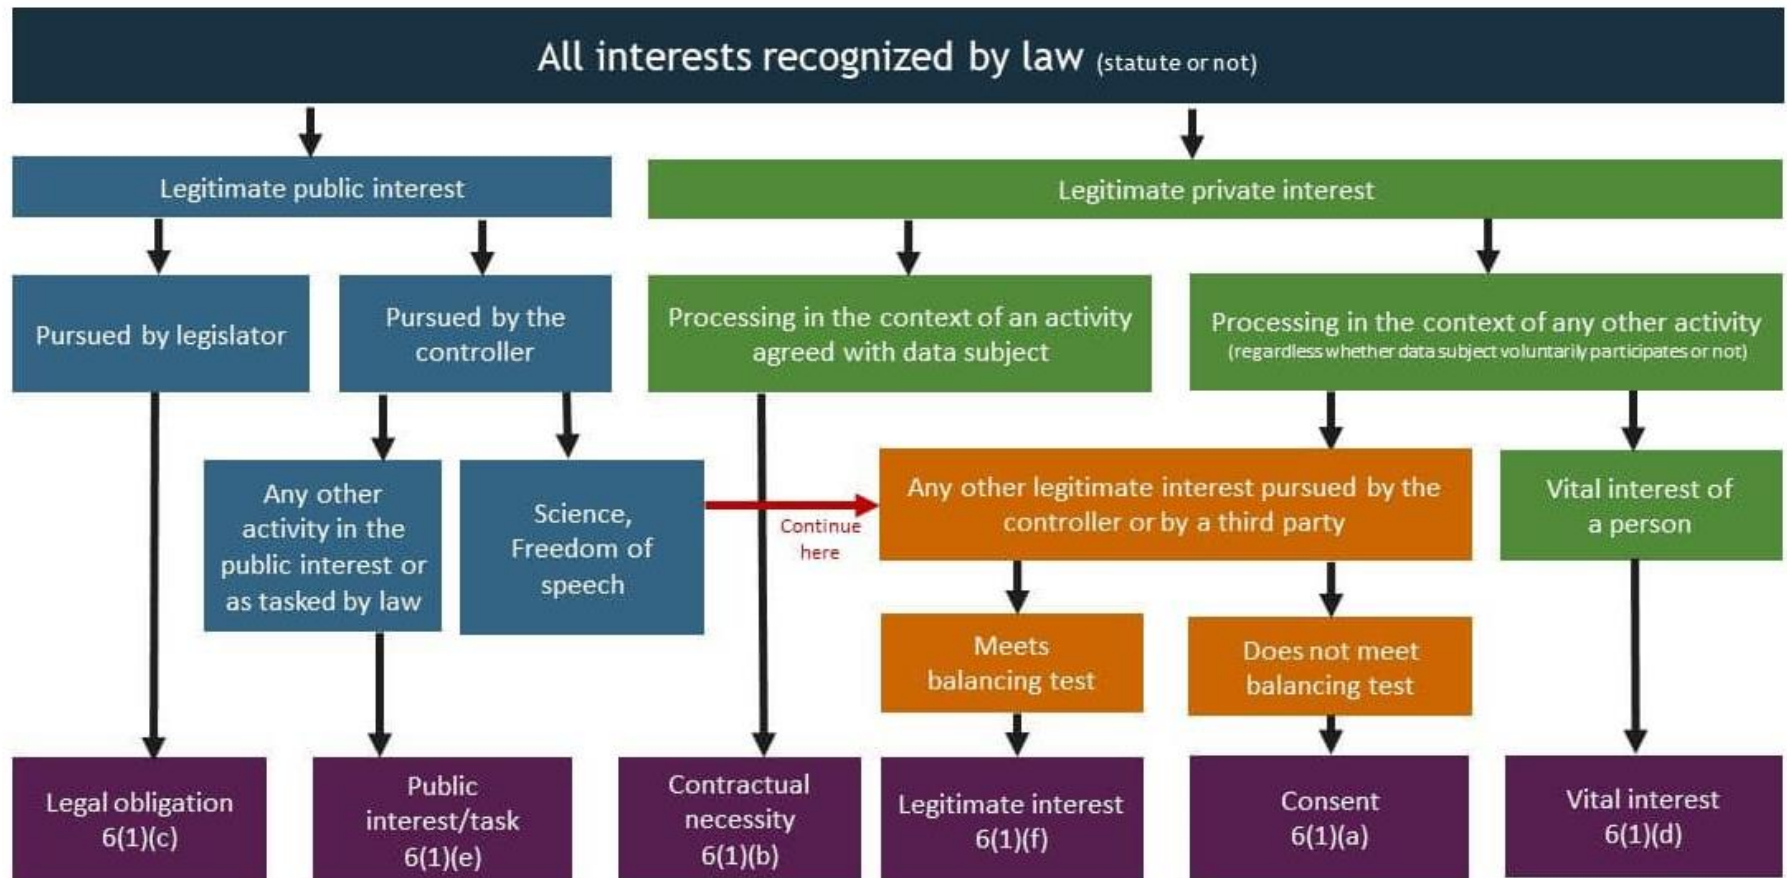 All interests recognized by law (statute or not)
Legitimate public interest
Legitimate private interest
Pursued by legislator
Pursued by the
controller
Processing in the context of an activity
agreed with data subject
Processing in the context of any other activity
(regardless whether data subject voluntarily participates or not)
Any other
activity in the
public interest or
as tasked by law
Science,
Freedom of
speech
Continue
here
Any other legitimate interest pursued by the
controller or by a third party
Vital interest of
a person
Meets
balancing test
Does not meet
balancing test
Legal obligation
6(1)(c)
Public
interest/task
6(1)(e)
Contractual
necessity
6(1)(b)
Legitimate interest
6(1)(f)
Consent
6(1)(a)
Vital interest
6(1)(d)